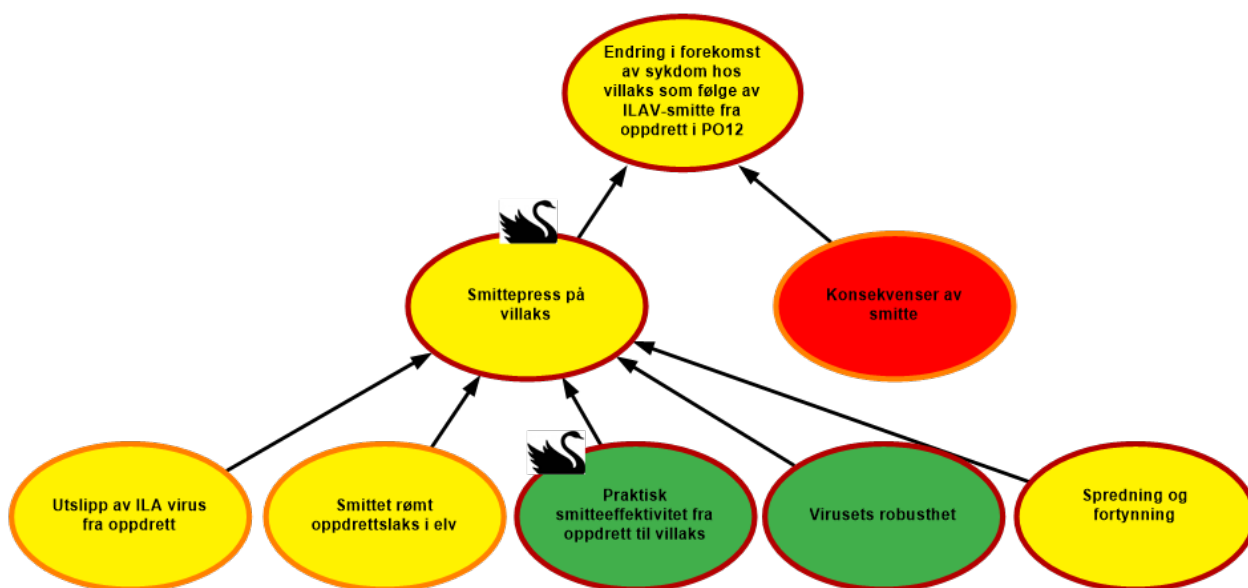 Endring i forekomst
av sykdom hos
villaks som følge av
ILAV-smitte fra
oppdrett i PO12
Smittepress på
villaks
Konsekvenser av
smitte
Utslipp av ILA virus
fra oppdrett
Smittet rømt
oppdrettslaks i elv
Praktisk
smitteeffektivitet fra
oppdrett til villaks
Virusets robusthet
Spredning og
fortynning